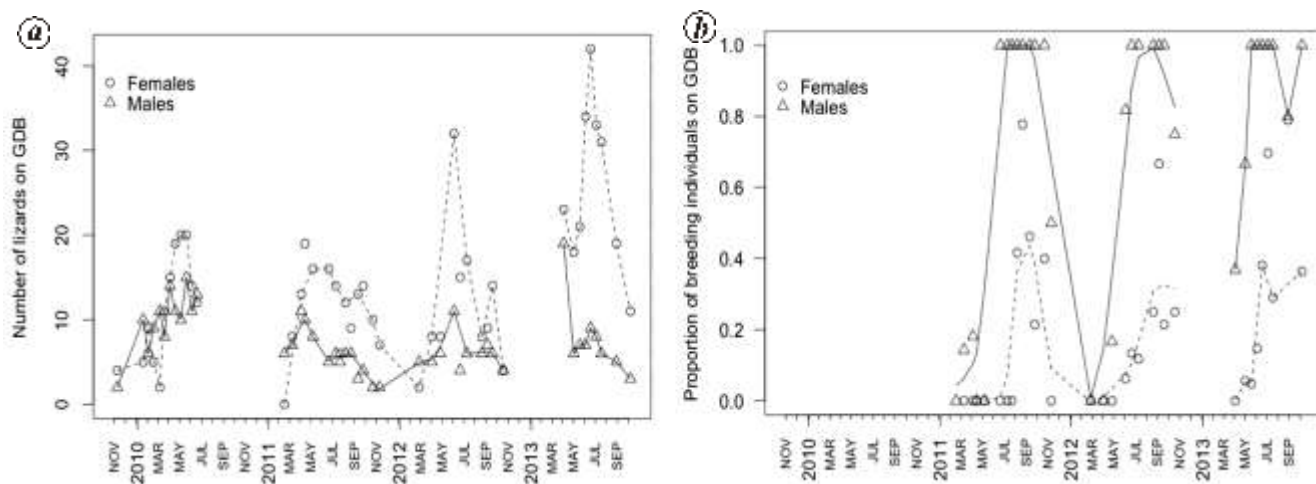 a
Number of lizards on GDB
40
30
20
10
0
Females
Males
NOV
2010
MAR
MAY
JUL
SEP
NOV
2011
MAR
MAY
JUL
SEP
NOV
2012
MAR
MAY
JUL
SEP
NOV
2013
MAR
MAY
JUL
SEP
b
Proportion of breeding individuals on GDB
1.0
0.8
0.6
0.4
0.2
0.0
Females
Males
NOV
2010
MAR
MAY
JUL
SEP
NOV
2011
MAR
MAY
JUL
SEP
NOV
2012
MAR
MAY
JUL
SEP
NOV
2013
MAR
MAY
JUL
SEP